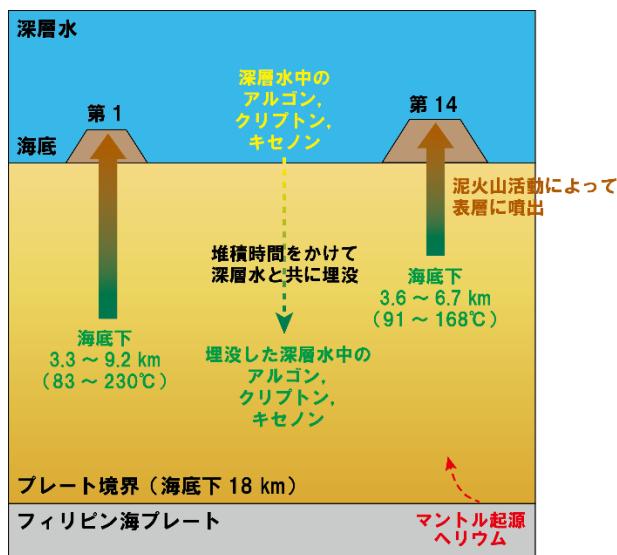 深層水
第 1
深層水中の
アルゴン,
クリプトン,
キセノン
第 14
海底
泥火山活動によって
表層に噴出
堆積時間をかけて
深層水と共に埋没
海底下
3.6 ～ 6.7 km
（91 ～ 168℃）
海底下
3.3 ～ 9.2 km
（83 ～ 230℃）
埋没した深層水中の
アルゴン,
クリプトン,
キセノン
プレート境界（海底下 18 km）
フィリピン海プレート
マントル起源
ヘリウム